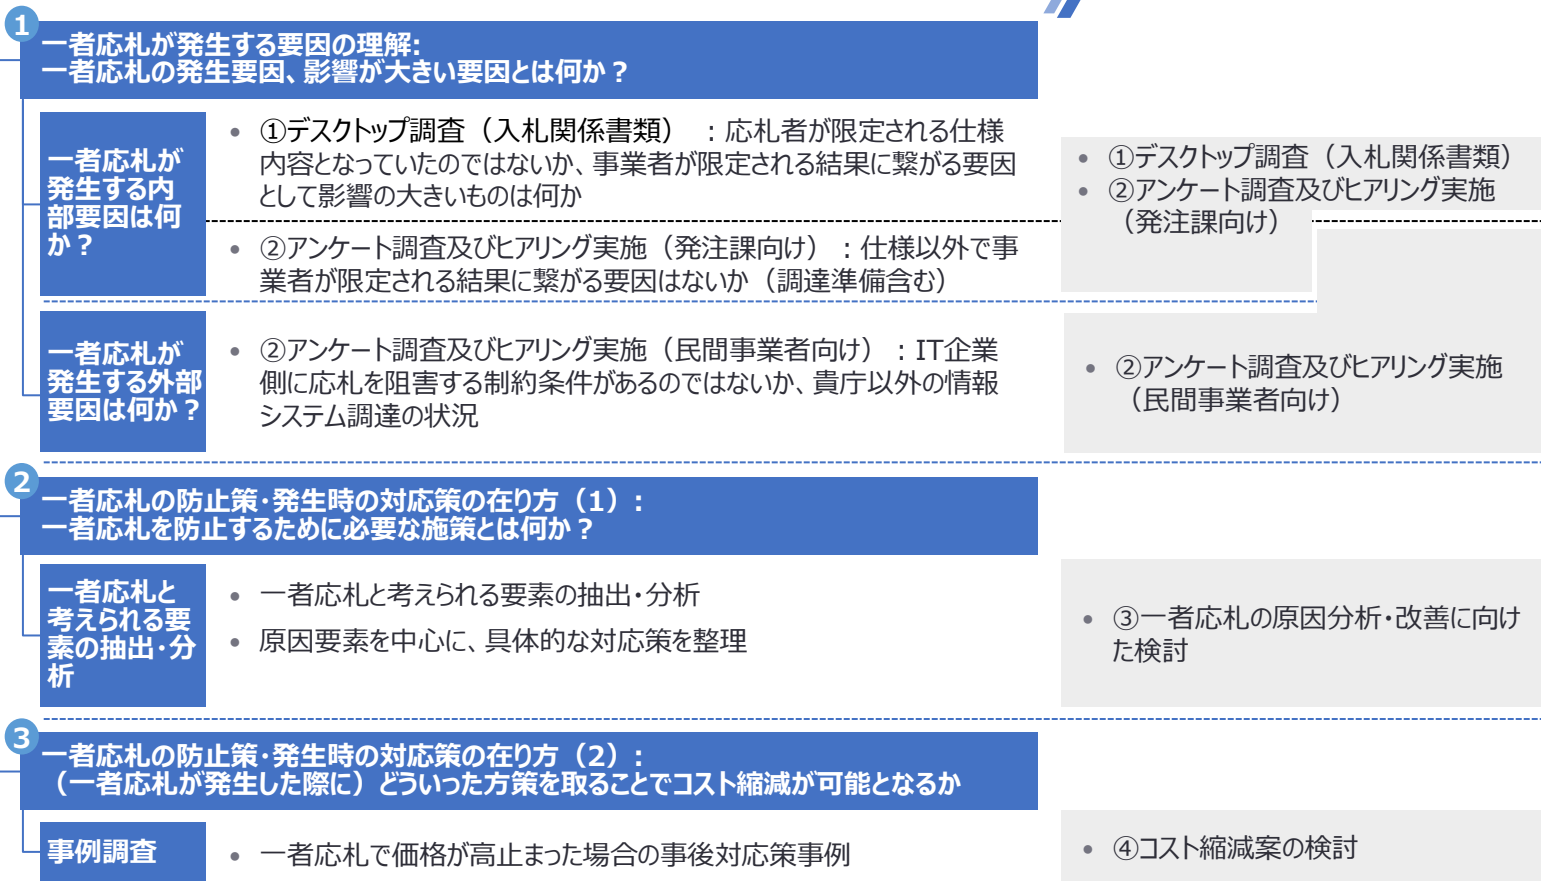 1
一者応札が発生する要因の理解:
一者応札の発生要因、影響が大きい要因とは何か？
一者応札が
発生する内
部要因は何
か？
• ①デスクトップ調査（入札関係書類）：応札者が限定される仕様
内容となっていたのではないか、事業者が限定される結果に繋がる要因
として影響の大きいものは何か
• ②アンケート調査及びヒアリング実施（発注課向け）：仕様以外で事
業者が限定される結果に繋がる要因はないか（調達準備含む）
• ①デスクトップ調査（入札関係書類）
• ②アンケート調査及びヒアリング実施
（発注課向け）
一者応札が
発生する外部
要因は何か？
• ②アンケート調査及びヒアリング実施（民間事業者向け）：IT企業
側に応札を阻害する制約条件があるのではないか、貴庁以外の情報
システム調達の状況
• ②アンケート調査及びヒアリング実施
（民間事業者向け）
2
一者応札の防止策・発生時の対応策の在り方（1）:
一者応札を防止するために必要な施策とは何か？
一者応札と
考えられる要
素の抽出・分
析
• 一者応札と考えられる要素の抽出・分析
• 原因要素を中心に、具体的な対応策を整理
• ③一者応札の原因分析・改善に向け
た検討
3
一者応札の防止策・発生時の対応策の在り方（2）:
（一者応札が発生した際に）どういった方策を取ることでコスト縮減が可能となるか
事例調査
• 一者応札で価格が高止まった場合の事後対応策事例
• ④コスト縮減案の検討